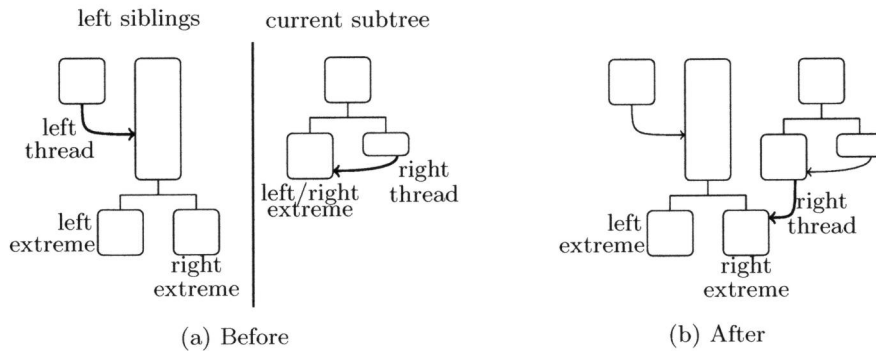 left siblings
current subtree
left
thread
left/right
extreme
right
thread
left
extreme
right
extreme
(a) Before
left
extreme
right
thread
right
extreme
(b) After